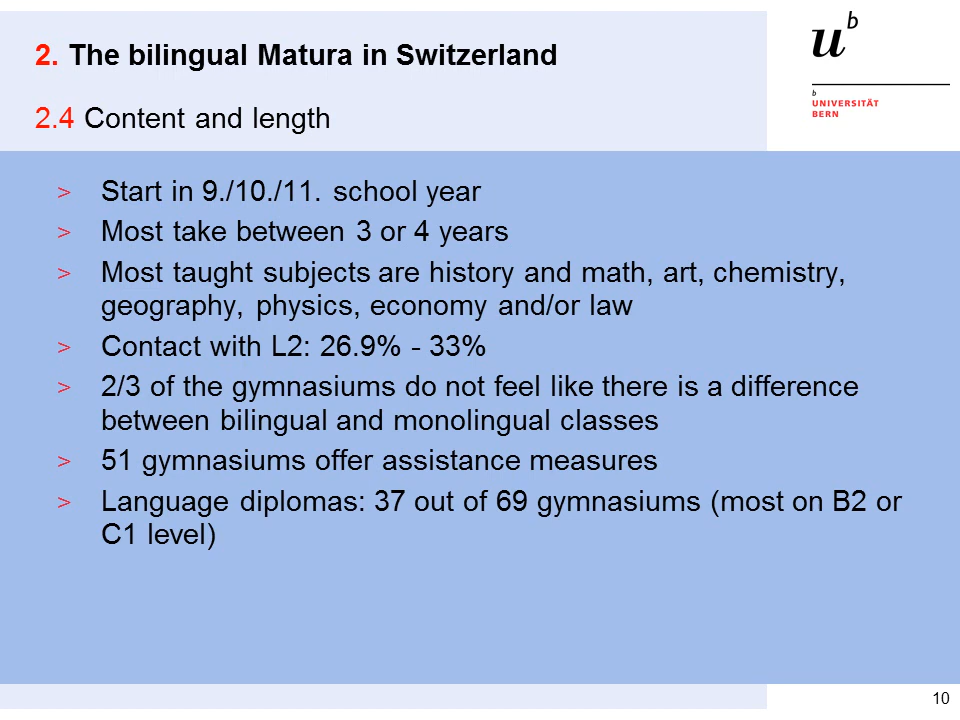 2. The bilingual Matura in Switzerland
u b
b
UNIVERSITÄT
BERN
2.4 Content and length
> Start in 9./10./11. school year
> Most take between 3 or 4 years
> Most taught subjects are history and math, art, chemistry,
geography, physics, economy and/or law
> Contact with L2: 26.9% - 33%
> 2/3 of the gymnasiums do not feel like there is a difference
between bilingual and monolingual classes
> 51 gymnasiums offer assistance measures
> Language diplomas: 37 out of 69 gymnasiums (most on B2 or
C1 level)
10